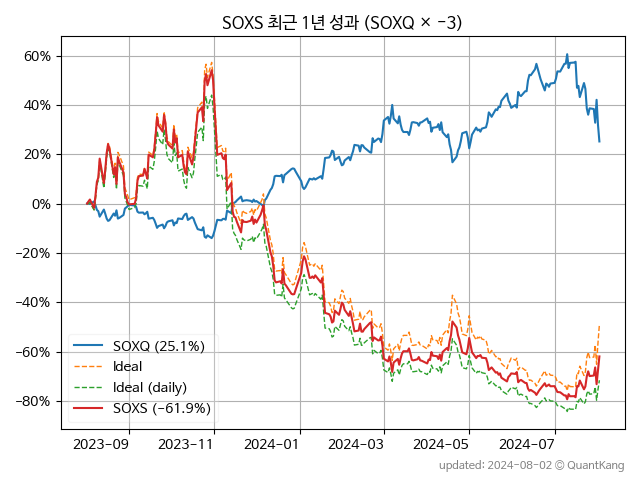 SOXS 최근 1년 성과 (SOXQ × −3)
60%
40%
20%
0%
−20%
−40%
−60%
−80%
SOXQ (25.1%)
Ideal
Ideal (daily)
SOXS (−61.9%)
2023-09
2023-11
2024-01
2024-03
2024-05
2024-07
updated: 2024-08-02 © QuantKang